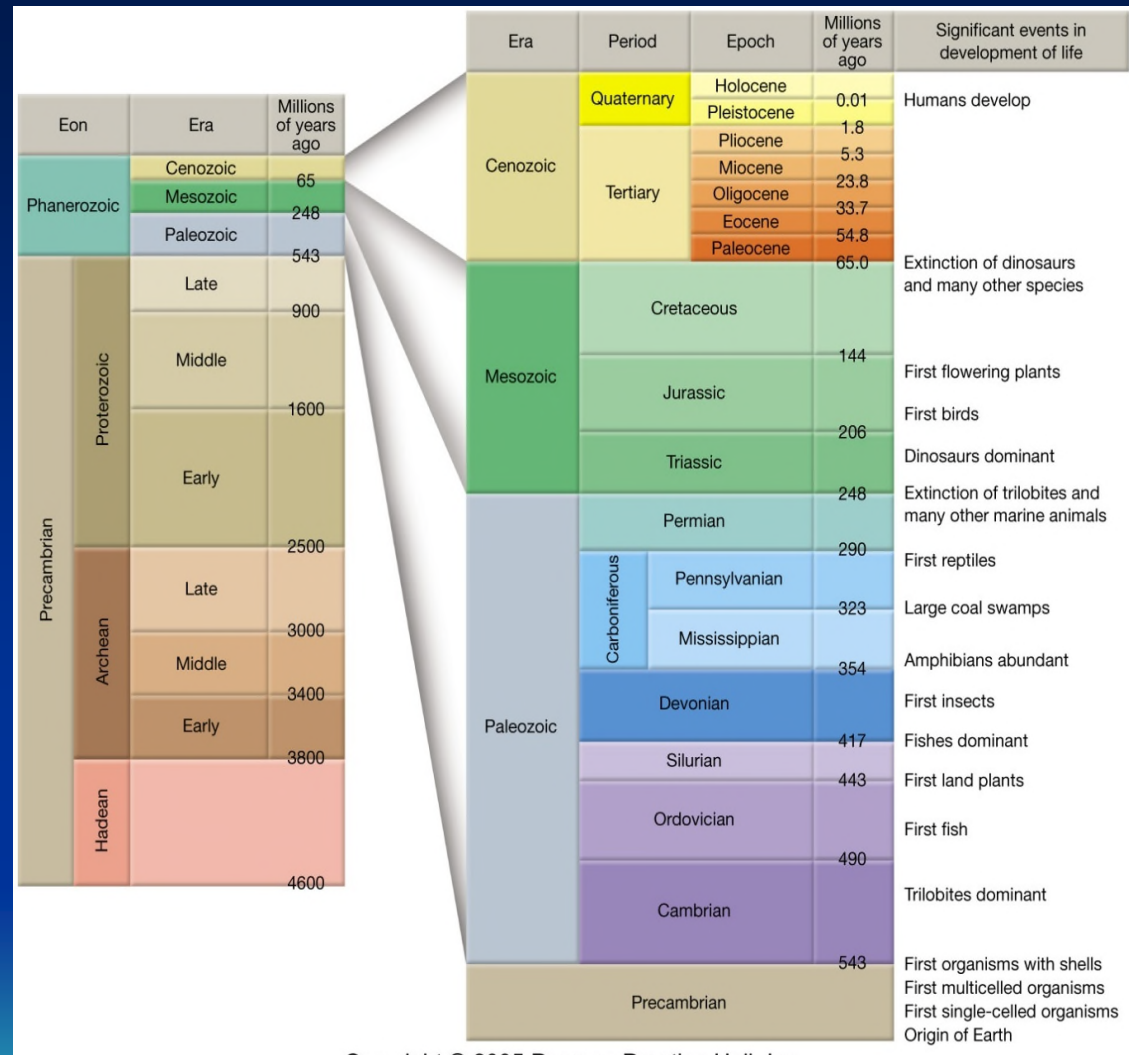 Eon
Era
Millions
of years
ago
Phanerozoic
Cenozoic
65
Mesozoic
248
Paleozoic
543
Precambrian
Proterozoic
Late
900
Middle
1600
Early
2500
Archean
Late
3000
Middle
3400
Early
3800
Hadean
4600
Era
Period
Epoch
Millions
of years
ago
Significant events in
development of life
Cenozoic
Quaternary
Holocene
0.01
Humans develop
Pleistocene
1.8
Tertiary
Pliocene
5.3
Miocene
23.8
Oligocene
33.7
Eocene
54.8
Paleocene
65.0
Extinction of dinosaurs
and many other species
Mesozoic
Cretaceous
144
First flowering plants
Jurassic
First birds
206
Triassic
Dinosaurs dominant
248
Extinction of trilobites and
many other marine animals
Paleozoic
Permian
290
First reptiles
Carboniferous
Pennsylvanian
323
Large coal swamps
Mississippian
Amphibians abundant
354
Devonian
First insects
417
Fishes dominant
Silurian
443
First land plants
Ordovician
First fish
490
Cambrian
Trilobites dominant
543
First organisms with shells
Precambrian
First multicelled organisms
First single-celled organisms
Origin of Earth